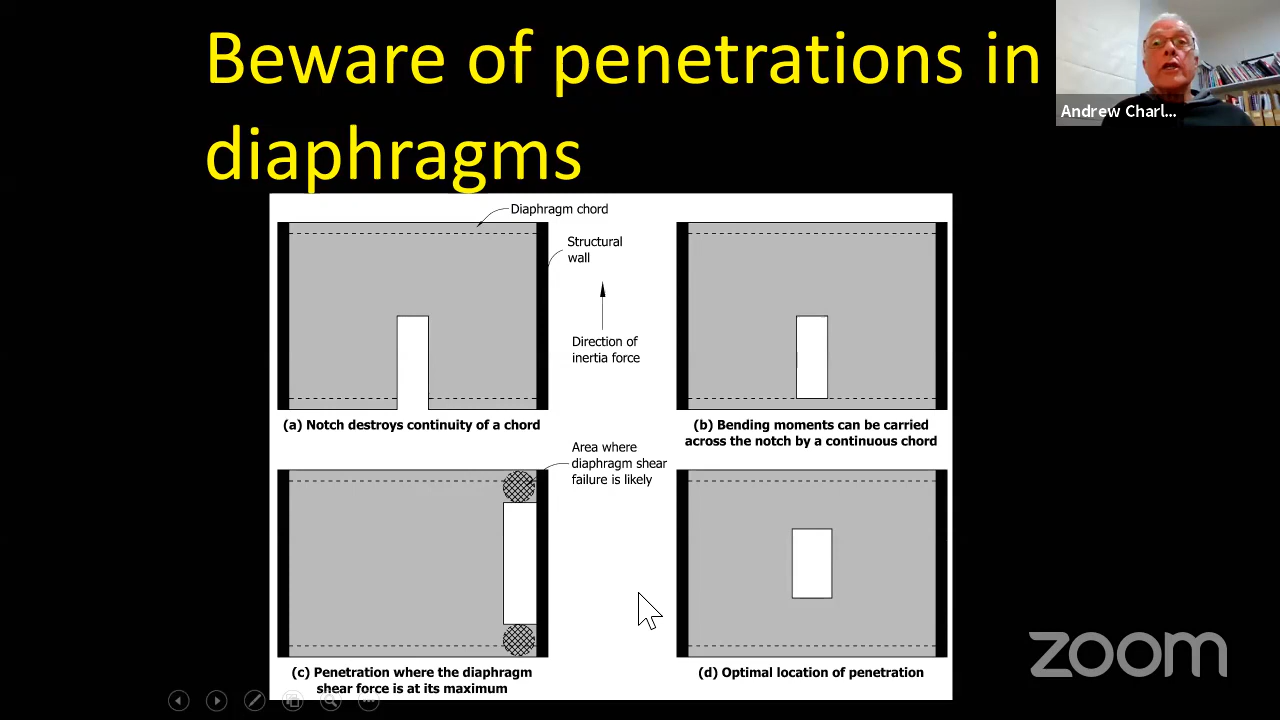 Beware of penetrations in
diaphragms
Andrew Charl...
Diaphragm chord
Structural
wall
Direction of
inertia force
(a) Notch destroys continuity of a chord
(b) Bending moments can be carried
across the notch by a continuous chord
Area where
diaphragm shear
failure is likely
(c) Penetration where the diaphragm
shear force is at its maximum
(d) Optimal location of penetration
zoom